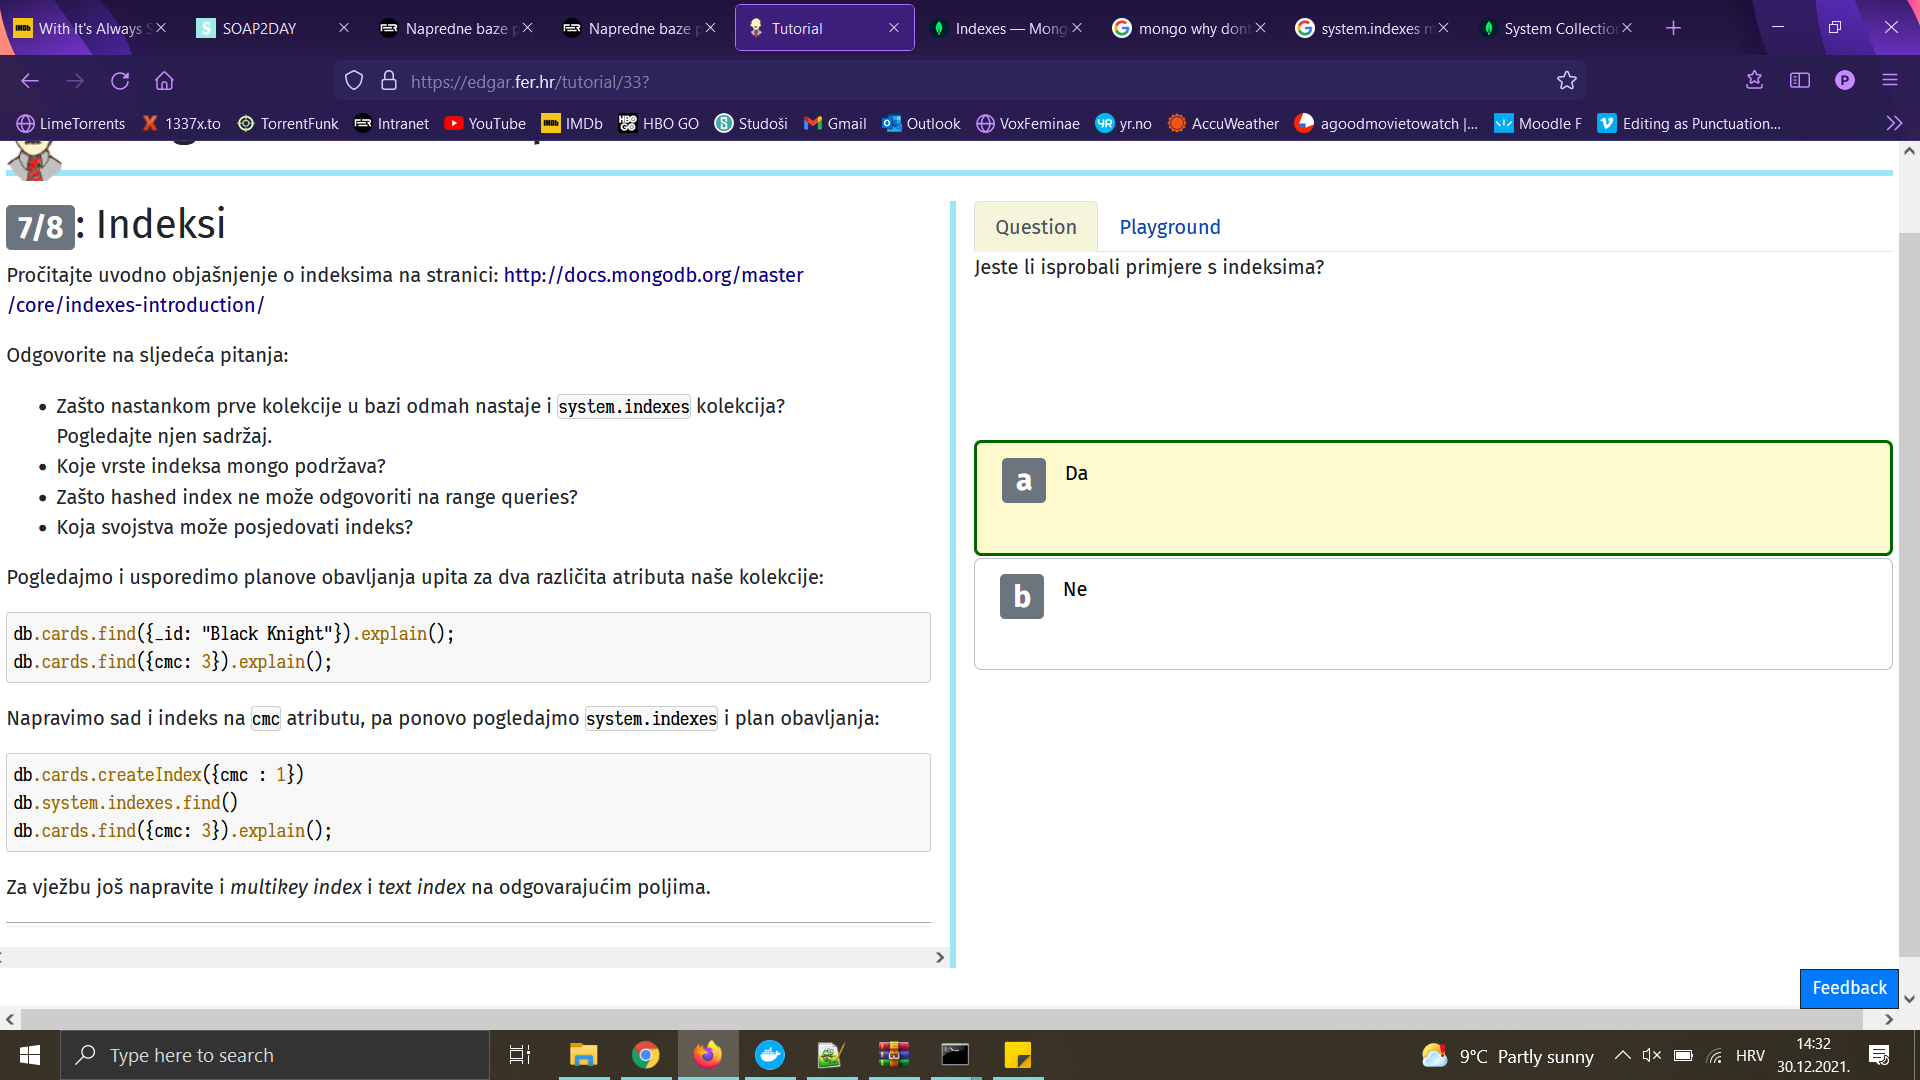 With It's Always S
SOAP2DAY
Napredne baze p
Napredne baze p
Tutorial
Indexes — Mong
mongo why dont
system.indexes m
System Collection
https://edgar.fer.hr/tutorial/33?
LimeTorrents
1337x.to
TorrentFunk
Intranet
YouTube
IMDb
HBO GO
Studoši
Gmail
Outlook
VoxFeminae
yr.no
AccuWeather
agoodmovietowatch |...
Moodle F
Editing as Punctuation...
7/8: Indeksi
Pročitajte uvodno objašnjenje o indeksima na stranici: http://docs.mongodb.org/master
/core/indexes-introduction/
Odgovorite na sljedeća pitanja:
• Zašto nastankom prve kolekcije u bazi odmah nastaje i system.indexes kolekcija?
Pogledajte njen sadržaj.
• Koje vrste indeksa mongo podržava?
• Zašto hashed index ne može odgovoriti na range queries?
• Koja svojstva može posjedovati indeks?
Pogledajmo i usporedimo planove obavljanja upita za dva različita atributa naše kolekcije:
db.cards.find({_id: "Black Knight"}).explain();
db.cards.find({cmc: 3}).explain();
Napravimo sad i indeks na cmc atributu, pa ponovo pogledajmo system.indexes i plan obavljanja:
db.cards.createIndex({cmc : 1})
db.system.indexes.find()
db.cards.find({cmc: 3}).explain();
Za vježbu još napravite i multikey index i text index na odgovarajućim poljima.
Question
Playground
Jeste li isprobali primjere s indeksima?
a Da
b Ne
Feedback
Type here to search
9°C Partly sunny
HRV
14:32
30.12.2021.